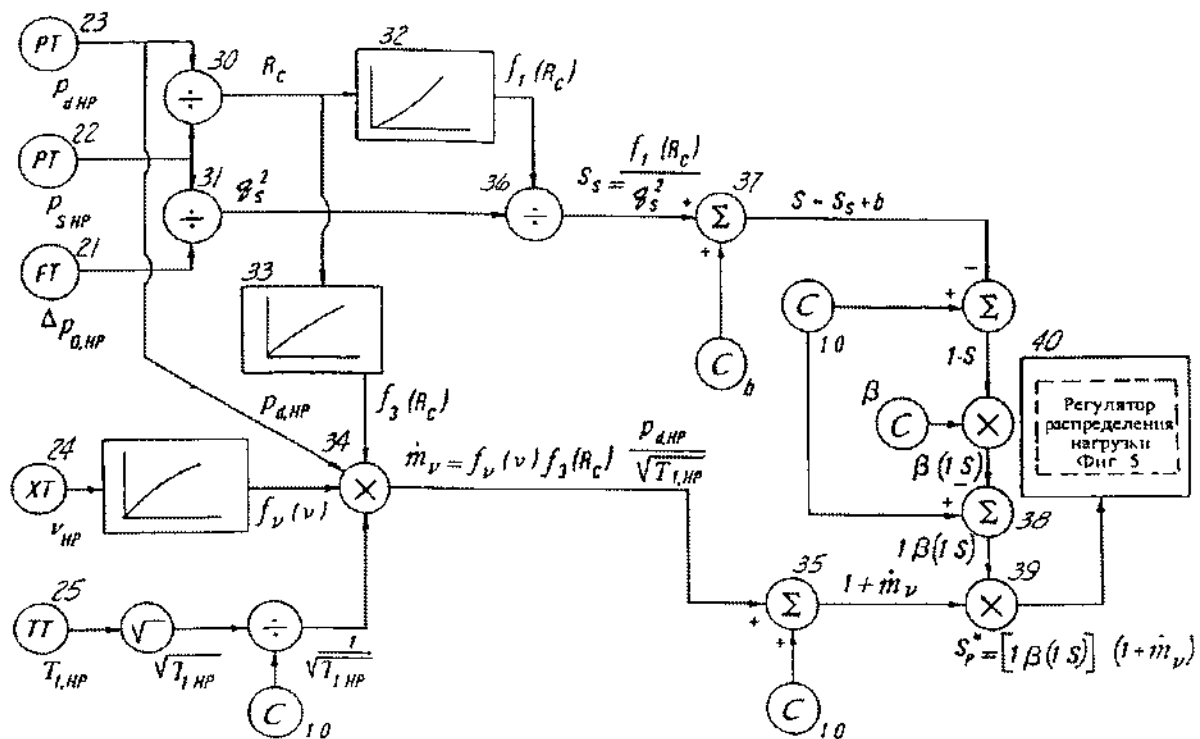 23
PT
p d,HP
30
÷
R c
32
f 1 (R c)
22
PT
p s,HP
31
÷
q s 2
36
÷
S s = f 1 (R c) / q s 2
+
37
Σ
+
S - S s + b
21
FT
Δp 0,HP
33
C b
C
1 0
+
−
Σ
1-S
40
Регулятор
распределения
нагрузки
Фиг 5
f 3 (R c)
p d,HP
β
C
×
β(1 S)
24
XT
ν HP
f ν (ν)
34
×
ṁ ν = f ν (ν) f 3 (R c) p d,HP / √T 1,HP
+
−
Σ
38
1 β(1 S)
25
TT
T 1,HP
√
√T 1 HP
÷
1 / √T 1 HP
C
1 0
35
Σ
+
+
1 + ṁ ν
39
×
C
1 0
S p * = [1 β(1 S)] (1 + ṁ ν)